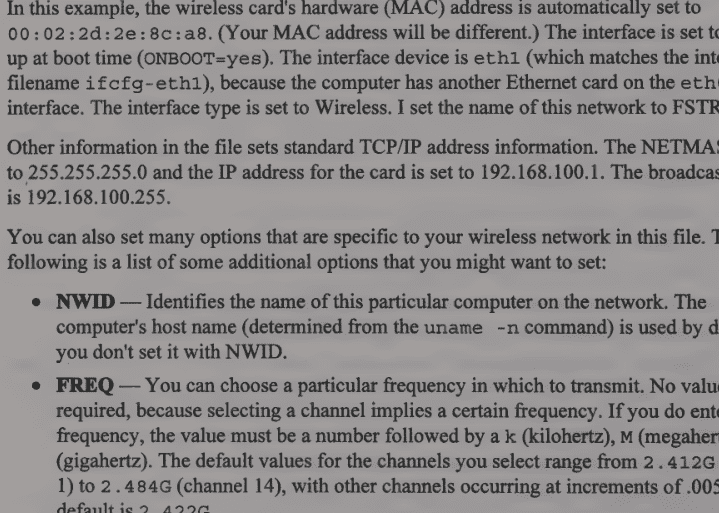 In this example, the wireless card's hardware (MAC) address is automatically set to
00:02:2d:2e:8c:a8. (Your MAC address will be different.) The interface is set to
up at boot time (ONBOOT=yes). The interface device is eth1 (which matches the
filename ifcfg-eth1), because the computer has another Ethernet card on the
interface. The interface type is set to Wireless. I set the name of this network to
Other information in the file sets standard TCP/IP address information. The
to 255.255.255.0 and the IP address for the card is set to 192.168.100.1. The
is 192.168.100.255.
You can also set many options that are specific to your wireless network in this file.
following is a list of some additional options that you might want to set:
• NWID — Identifies the name of this particular computer on the network. The
computer's host name (determined from the uname -n command) is used by
you don't set it with NWID.
• FREQ — You can choose a particular frequency in which to transmit. No
required, because selecting a channel implies a certain frequency. If you do
frequency, the value must be a number followed by a k (kilohertz), M
(gigahertz). The default values for the channels you select range from 2.412G
1) to 2.484G (channel 14), with other channels occurring at increments of .005
default is 2.422G